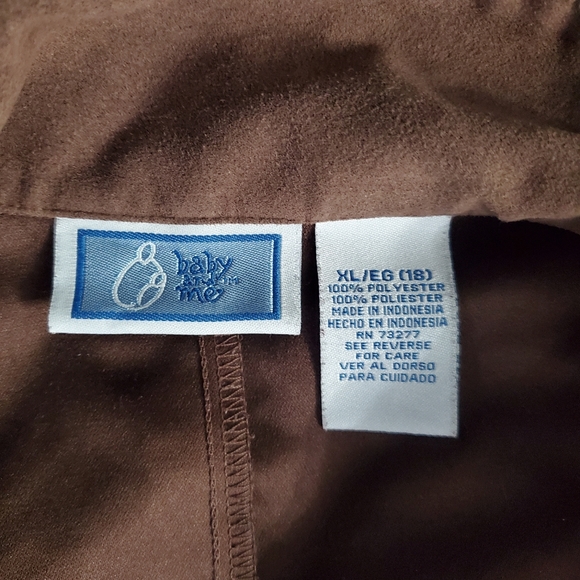 baby
and
me
XL/EG (18)
100% POLYESTER
100% POLIESTER
MADE IN INDONESIA
HECHO EN INDONESIA
RN 73277
SEE REVERSE
FOR CARE
VER AL DORSO
PARA CUIDADO